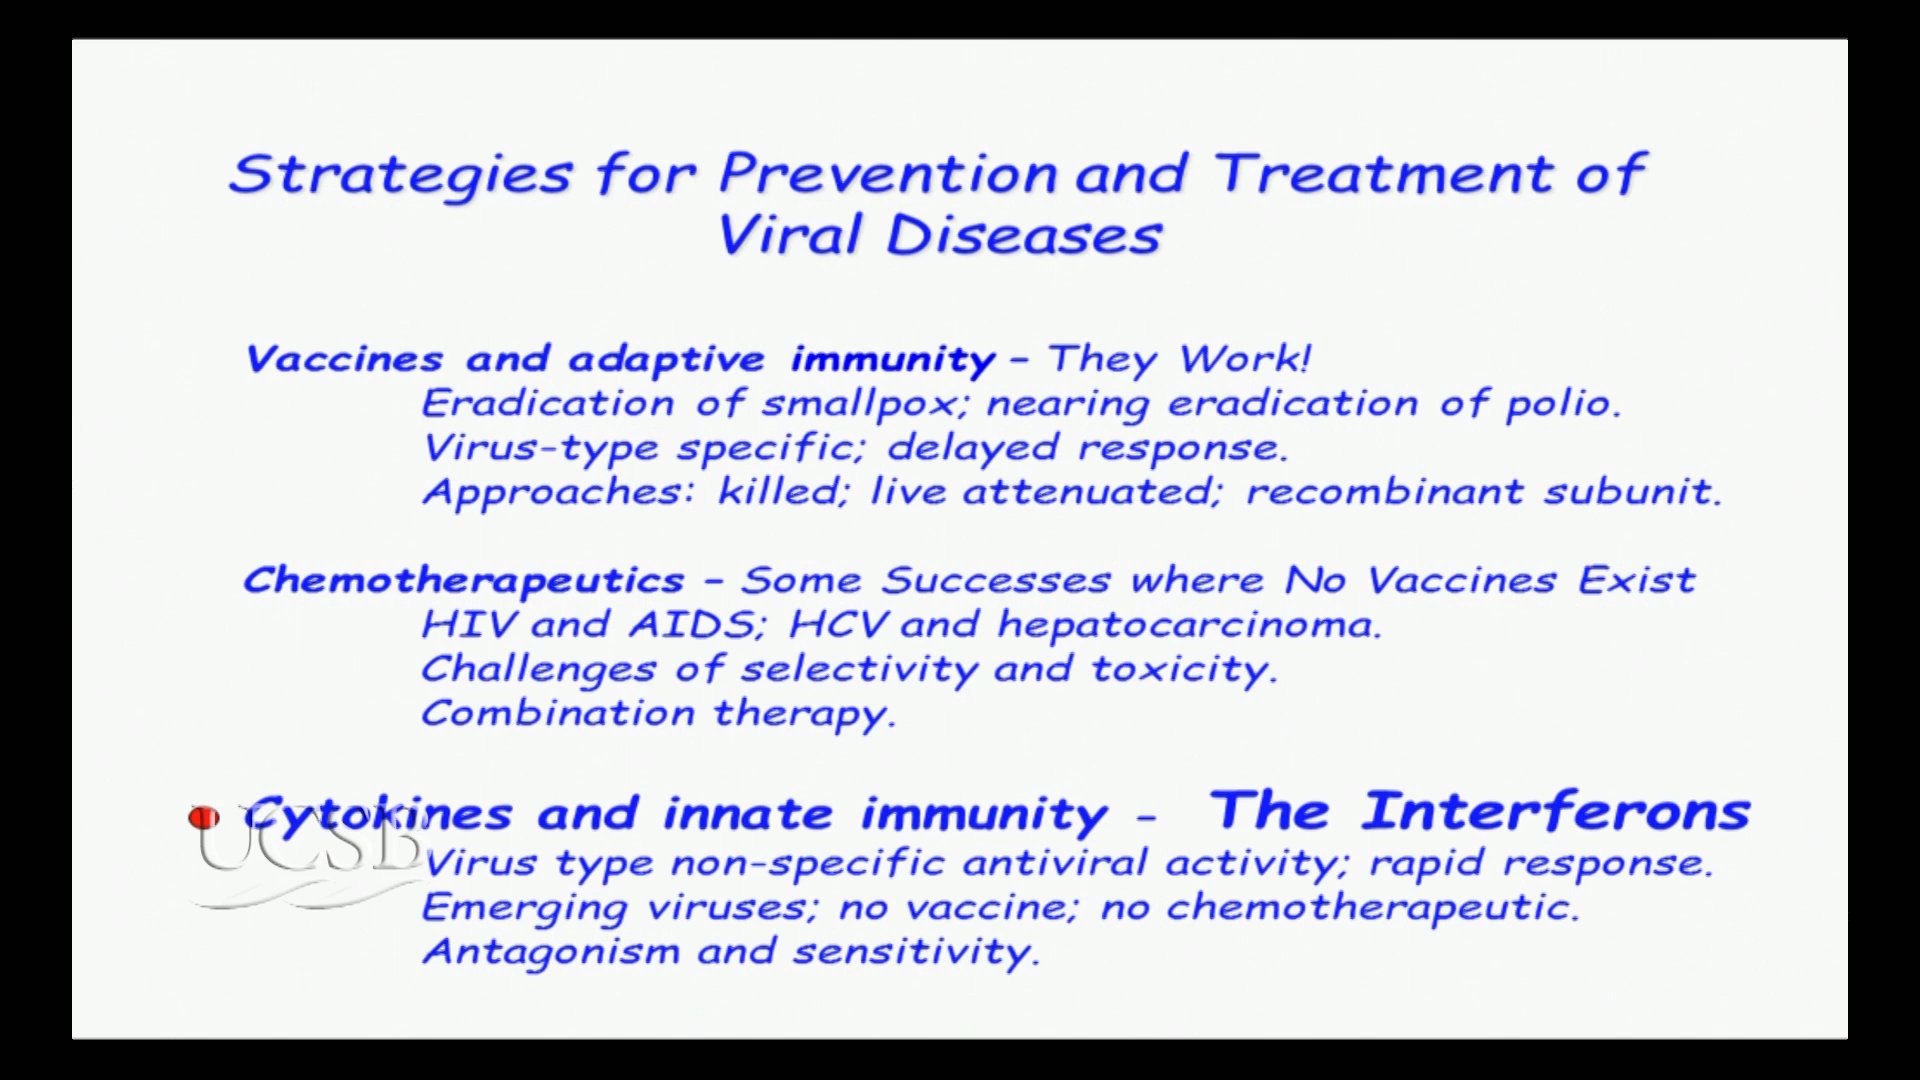 Strategies for Prevention and Treatment of
Viral Diseases
Vaccines and adaptive immunity – They Work!
Eradication of smallpox; nearing eradication of polio.
Virus-type specific; delayed response.
Approaches: killed; live attenuated; recombinant subunit.
Chemotherapeutics – Some Successes where No Vaccines Exist
HIV and AIDS; HCV and hepatocarcinoma.
Challenges of selectivity and toxicity.
Combination therapy.
Cytokines and innate immunity - The Interferons
UCSB
Virus type non-specific antiviral activity; rapid response.
Emerging viruses; no vaccine; no chemotherapeutic.
Antagonism and sensitivity.